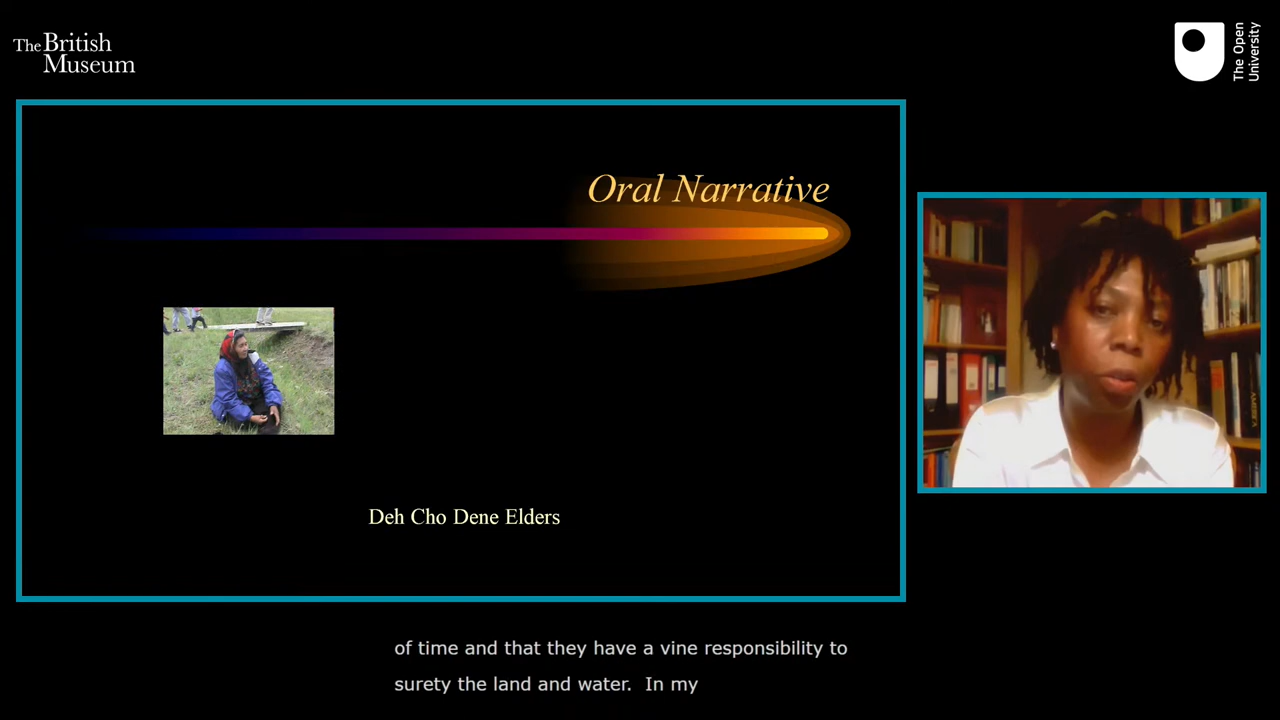 The British
Museum
The Open
University
Oral Narrative
Deh Cho Dene Elders
of time and that they have a vine responsibility to
surety the land and water.  In my